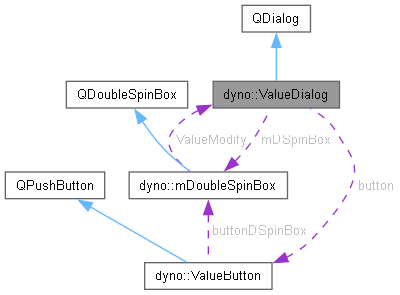 QDialog
QDoubleSpinBox
dyno::ValueDialog
ValueModify
mDSpinBox
QPushButton
dyno::mDoubleSpinBox
button
buttonDSpinBox
dyno::ValueButton